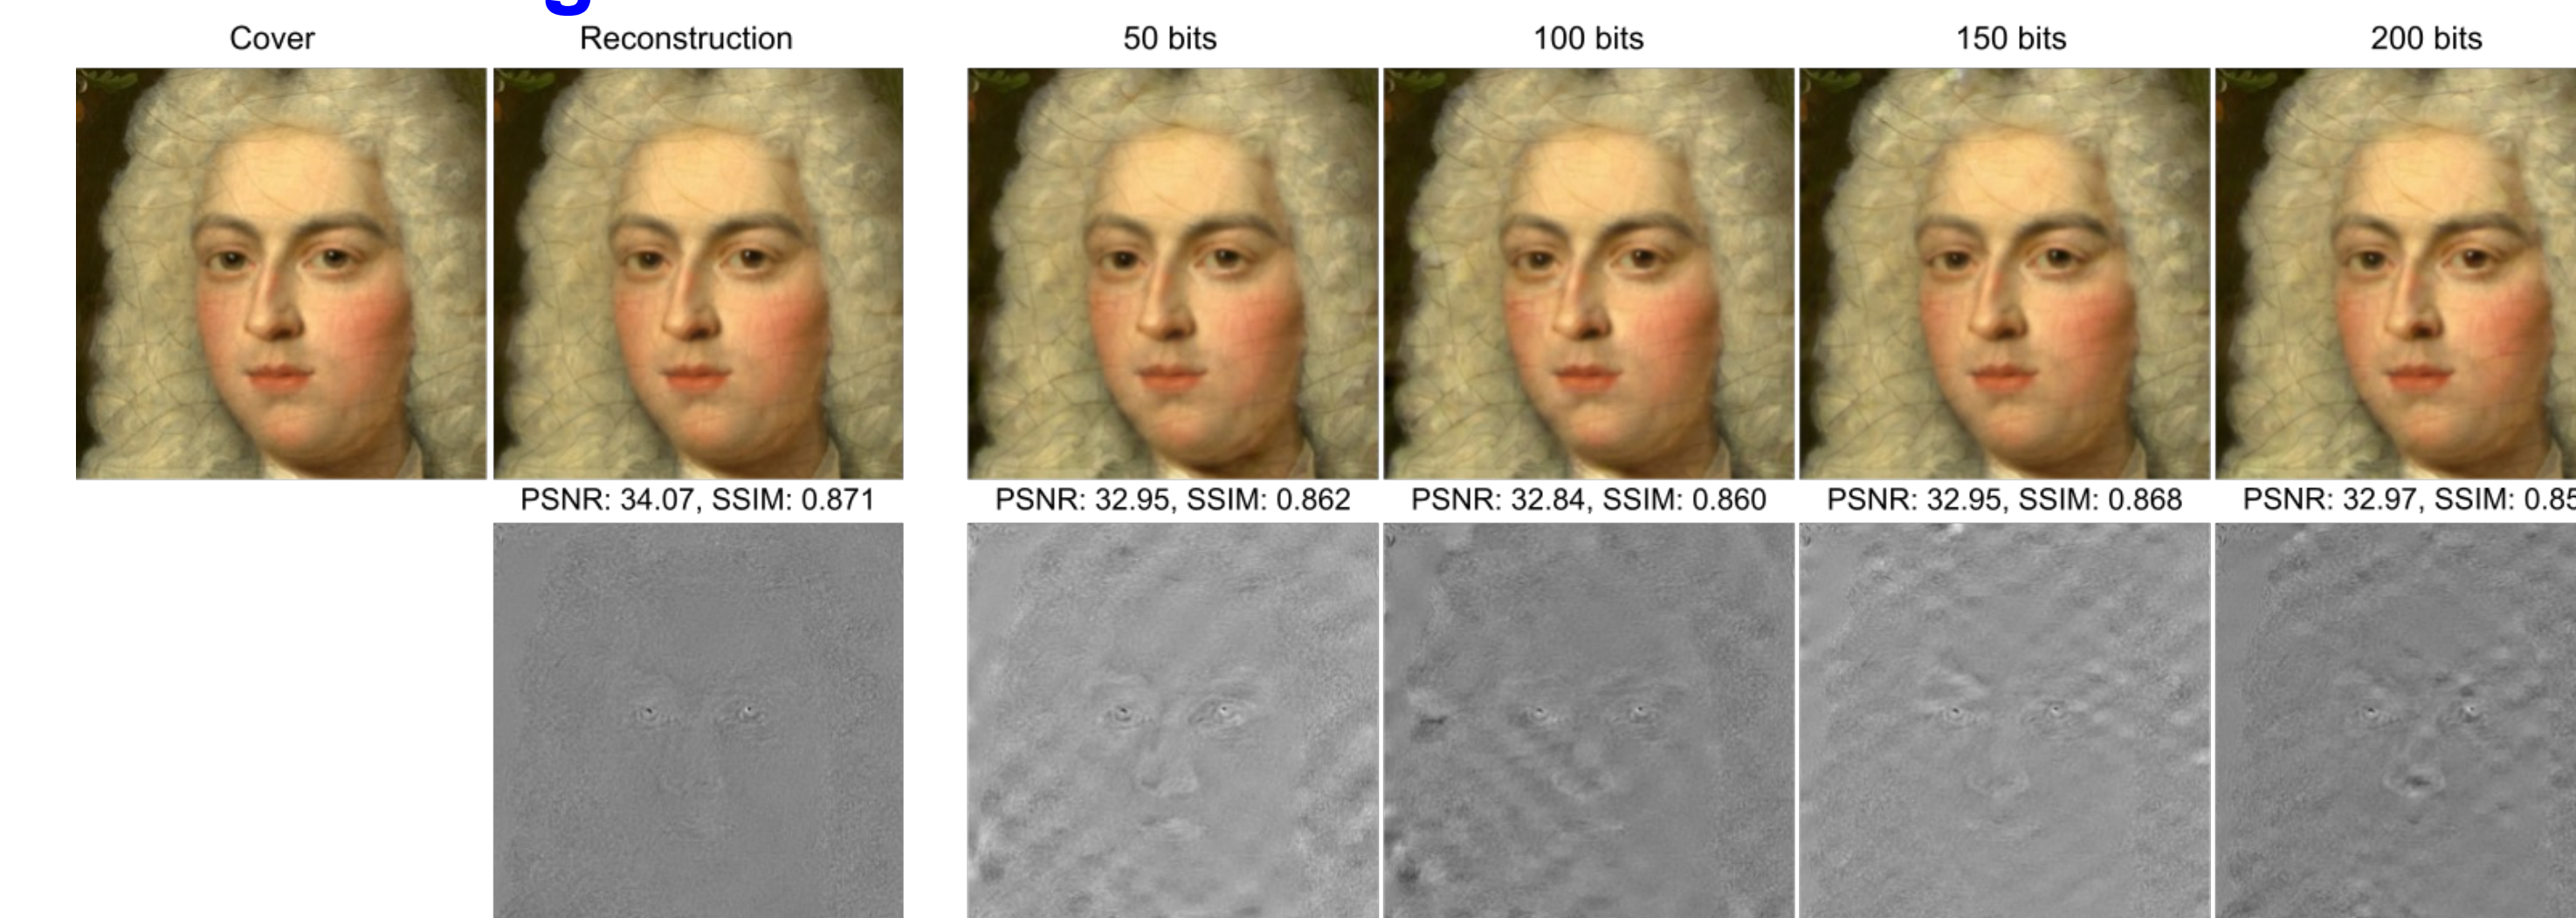 Cover Reconstruction 50 bits 100 bits 150 bits 200 bits
PSNR: 34.07, SSIM: 0.871 PSNR: 32.95, SSIM: 0.862 PSNR: 32.84, SSIM: 0.860 PSNR: 32.95, SSIM: 0.868 PSNR: 32.97, SSIM: 0.85